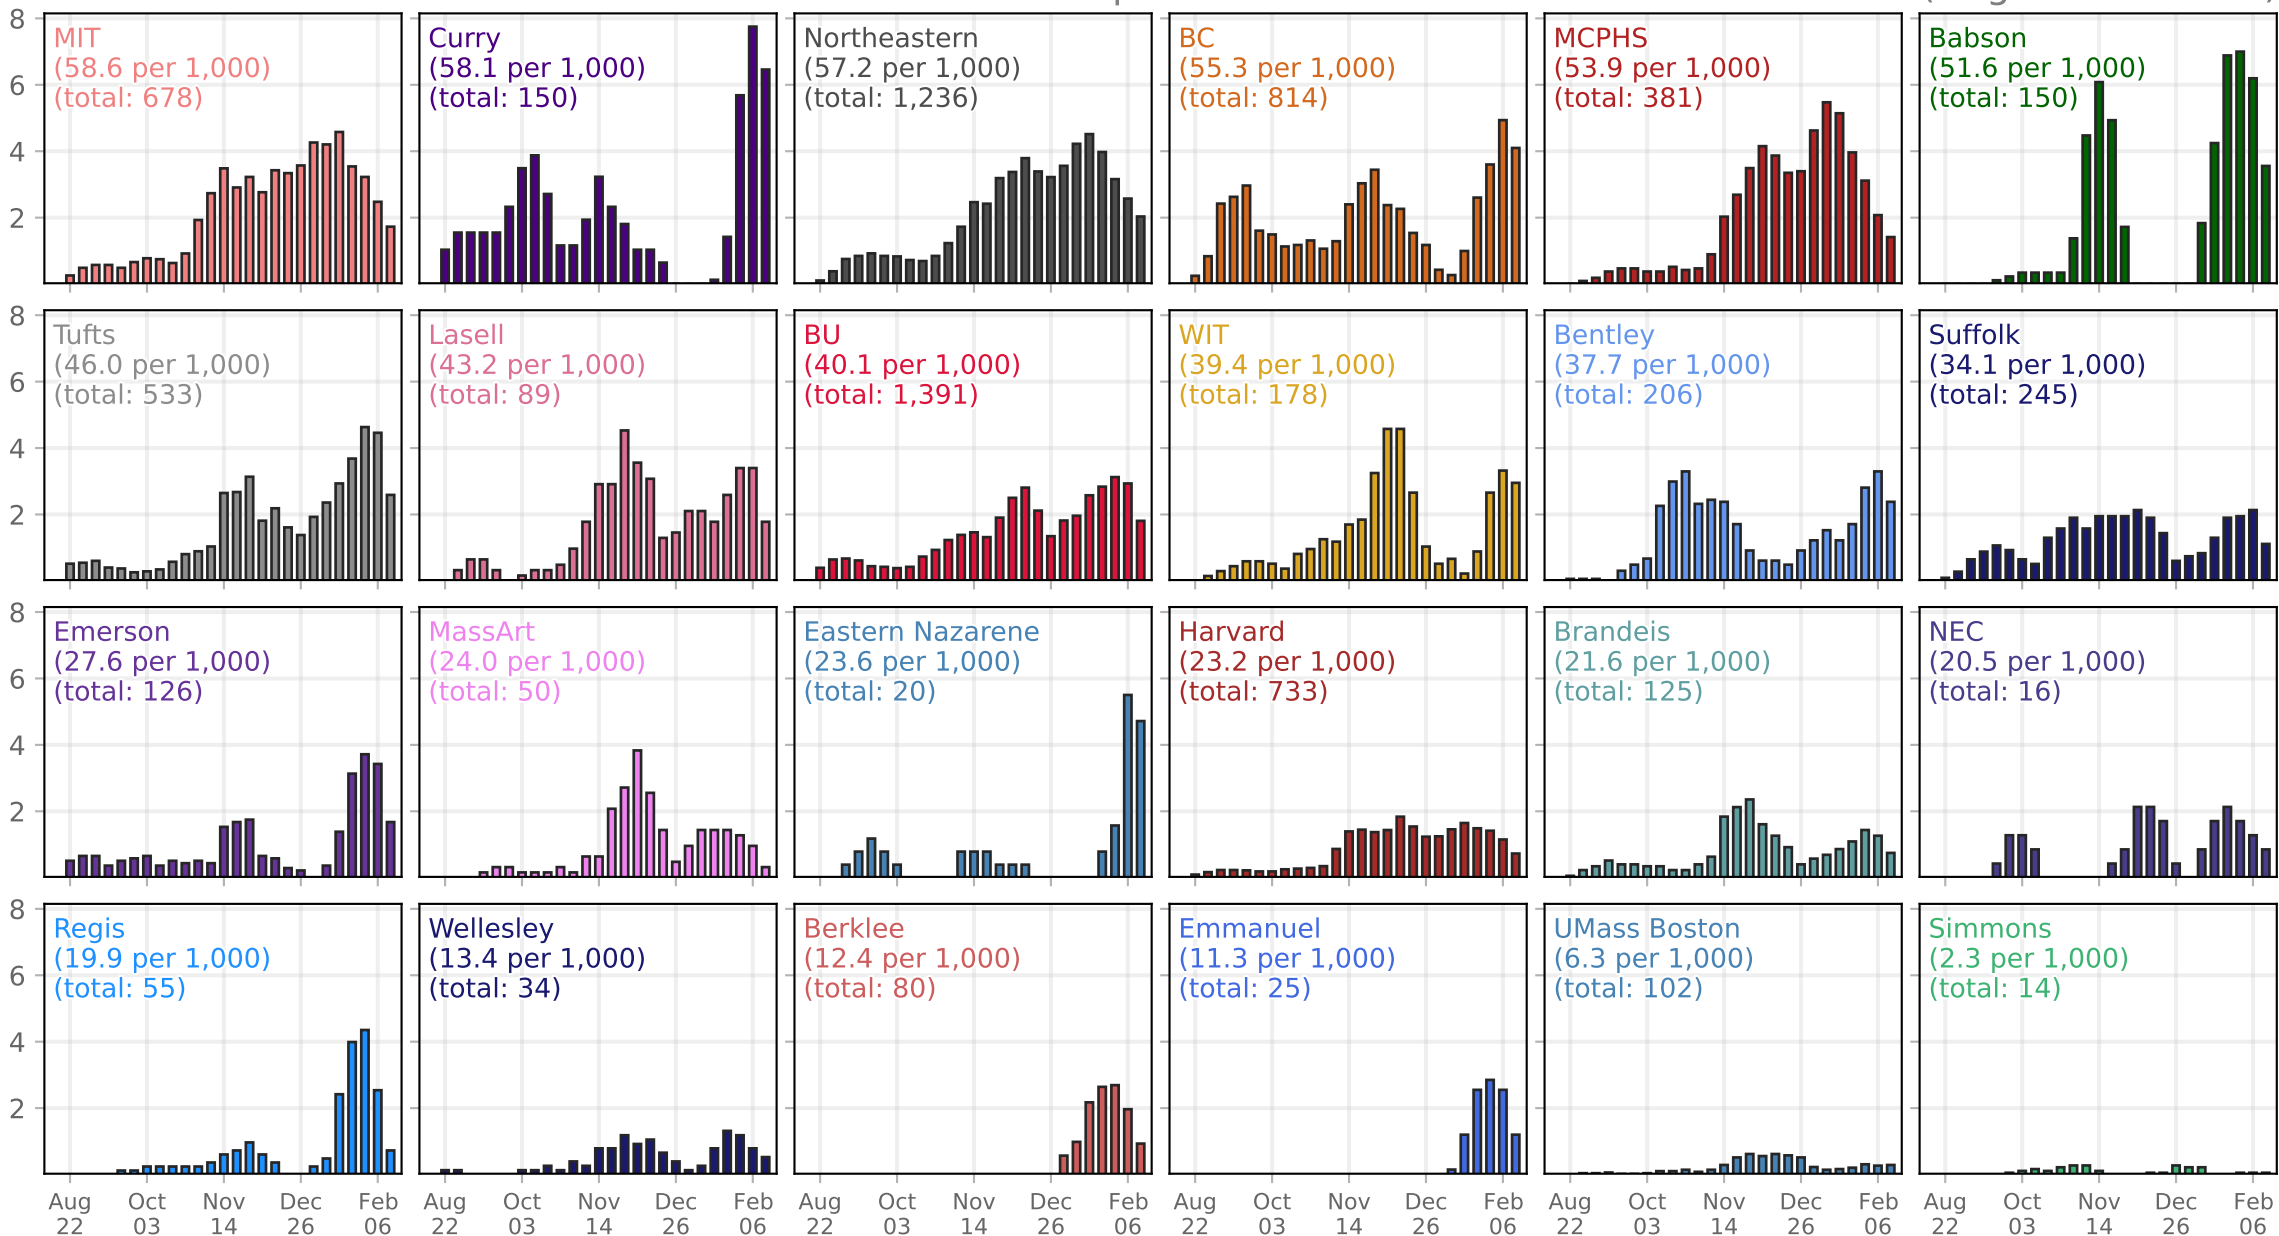 8 6 4 2
MIT
(58.6 per 1,000)
(total: 678)
Curry
(58.1 per 1,000)
(total: 150)
Northeastern
(57.2 per 1,000)
(total: 1,236)
BC
(55.3 per 1,000)
(total: 814)
MCPHS
(53.9 per 1,000)
(total: 381)
Babson
(51.6 per 1,000)
(total: 150)
8 6 4 2
Tufts
(46.0 per 1,000)
(total: 533)
Lasell
(43.2 per 1,000)
(total: 89)
BU
(40.1 per 1,000)
(total: 1,391)
WIT
(39.4 per 1,000)
(total: 178)
Bentley
(37.7 per 1,000)
(total: 206)
Suffolk
(34.1 per 1,000)
(total: 245)
8 6 4 2
Emerson
(27.6 per 1,000)
(total: 126)
MassArt
(24.0 per 1,000)
(total: 50)
Eastern Nazarene
(23.6 per 1,000)
(total: 20)
Harvard
(23.2 per 1,000)
(total: 733)
Brandeis
(21.6 per 1,000)
(total: 125)
NEC
(20.5 per 1,000)
(total: 16)
8 6 4 2
Regis
(19.9 per 1,000)
(total: 55)
Wellesley
(13.4 per 1,000)
(total: 34)
Berklee
(12.4 per 1,000)
(total: 80)
Emmanuel
(11.3 per 1,000)
(total: 25)
UMass Boston
(6.3 per 1,000)
(total: 102)
Simmons
(2.3 per 1,000)
(total: 14)
Aug Oct Nov Dec Feb Aug Oct Nov Dec Feb Aug Oct Nov Dec Feb Aug Oct Nov Dec Feb Aug Oct Nov Dec Feb Aug Oct Nov Dec Feb
22 03 14 26 06 22 03 14 26 06 22 03 14 26 06 22 03 14 26 06 22 03 14 26 06 22 03 14 26 06